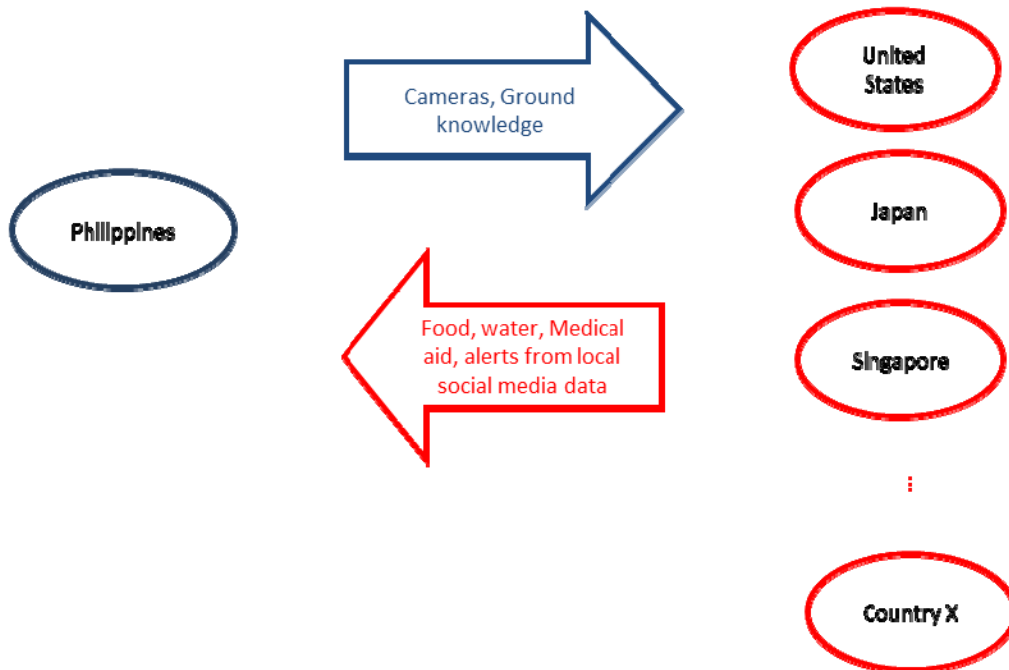 United
States
Cameras, Ground
knowledge
Japan
Philippines
Food, water, Medical
aid, alerts from local
social media data
Singapore
⋮
Country X